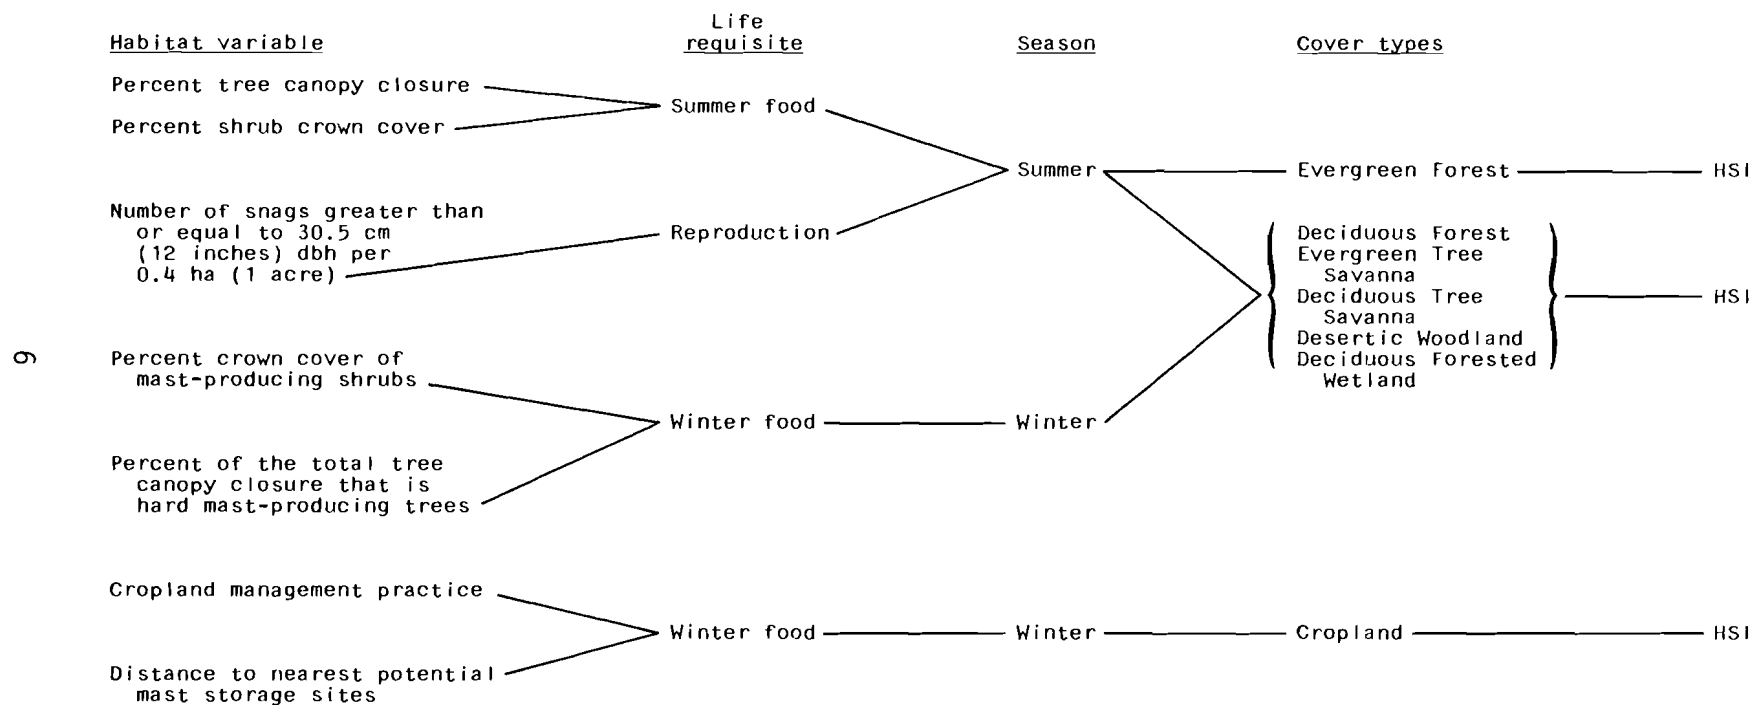 Life
Habitat variable requisite Season Cover types
Percent tree canopy closure
Summer food
Percent shrub crown cover
Summer Evergreen Forest HSI
Number of snags greater than
or equal to 30.5 cm
(12 inches) dbh per
0.4 ha (1 acre)
Reproduction
Deciduous Forest
Evergreen Tree
Savanna
Deciduous Tree
Savanna
Desertic Woodland
Deciduous Forested
Wetland
HSI
6
Percent crown cover of
mast-producing shrubs
Winter food Winter
Percent of the total tree
canopy closure that is
hard mast-producing trees
Cropland management practice
Winter food Winter Cropland HSI
Distance to nearest potential
mast storage sites